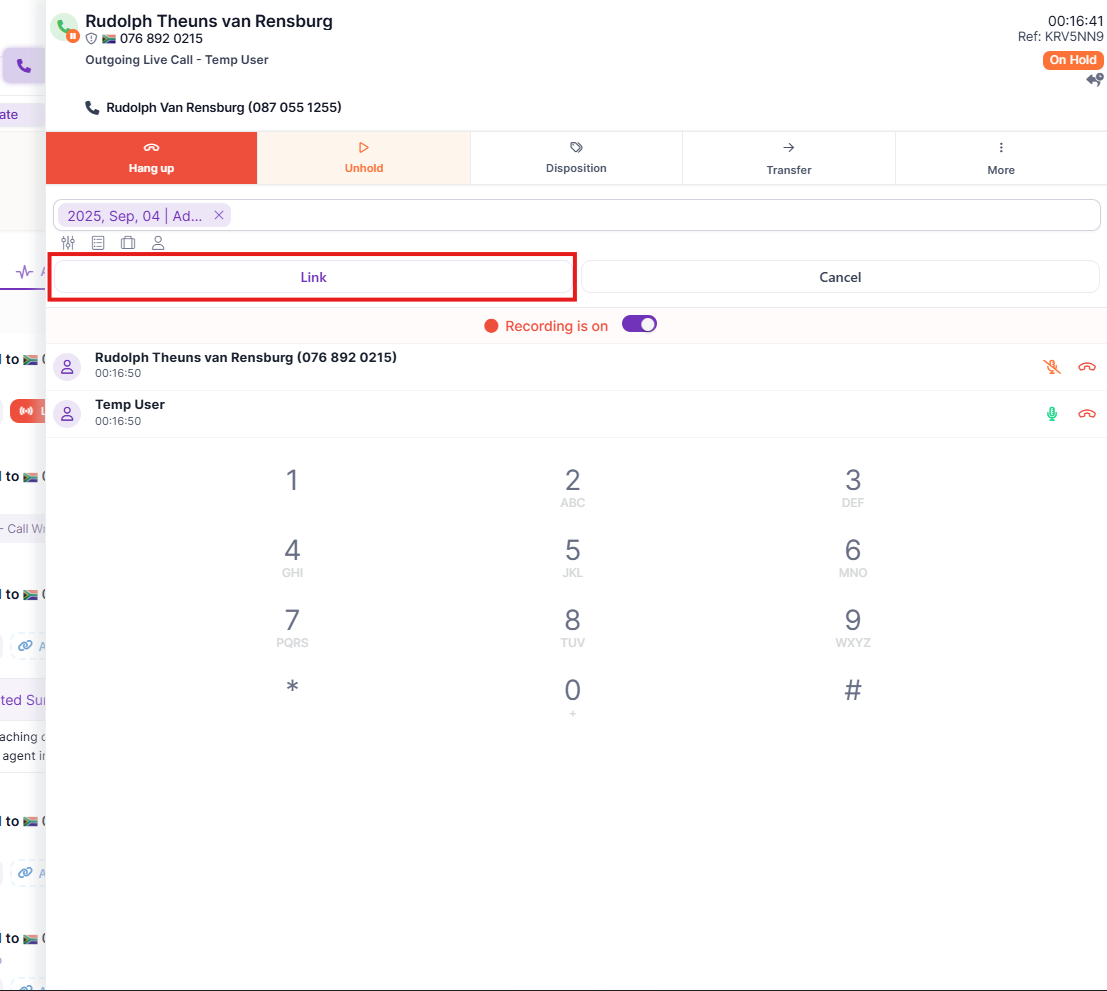 Rudolph Theuns van Rensburg
00:16:41
076 892 0215
Ref: KRV5NN9
Outgoing Live Call - Temp User
On Hold
Rudolph Van Rensburg (087 055 1255)
ate
Hang up
Unhold
Disposition
Transfer
More
2025, Sep, 04 | Ad...
Link
Cancel
Recording is on
to
Rudolph Theuns van Rensburg (076 892 0215)
00:16:50
Temp User
00:16:50
to
1
2
ABC
3
DEF
- Call Wr
4
GHI
5
JKL
6
MNO
to
7
PQRS
8
TUV
9
WXYZ
ted Su
*
0
+
#
aching
agent
to
to